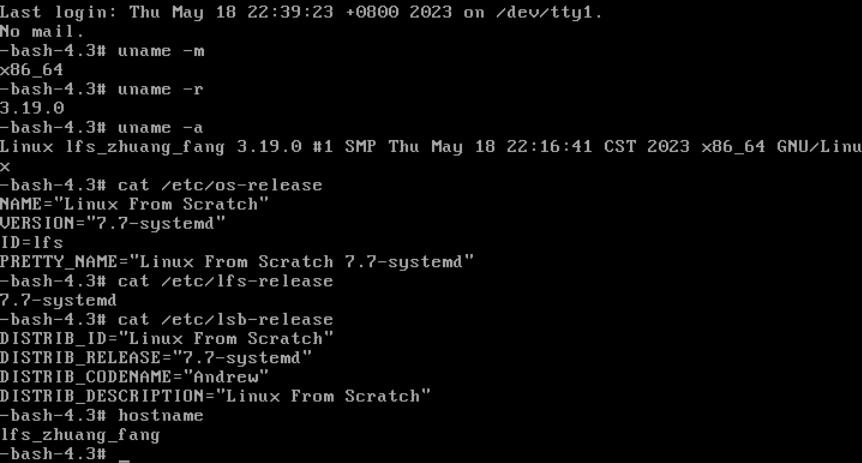 Last login: Thu May 18 22:39:23 +0800 2023 on /dev/tty1.
No mail.
-bash-4.3# uname -m
x86_64
-bash-4.3# uname -r
3.19.0
-bash-4.3# uname -a
Linux lfs_zhuang_fang 3.19.0 #1 SMP Thu May 18 22:16:41 CST 2023 x86_64 GNU/Linu
x
-bash-4.3# cat /etc/os-release
NAME="Linux From Scratch"
VERSION="7.7-systemd"
ID=lfs
PRETTY_NAME="Linux From Scratch 7.7-systemd"
-bash-4.3# cat /etc/lfs-release
7.7-systemd
-bash-4.3# cat /etc/lsb-release
DISTRIB_ID="Linux From Scratch"
DISTRIB_RELEASE="7.7-systemd"
DISTRIB_CODENAME="Andrew"
DISTRIB_DESCRIPTION="Linux From Scratch"
-bash-4.3# hostname
lfs_zhuang_fang
-bash-4.3# _